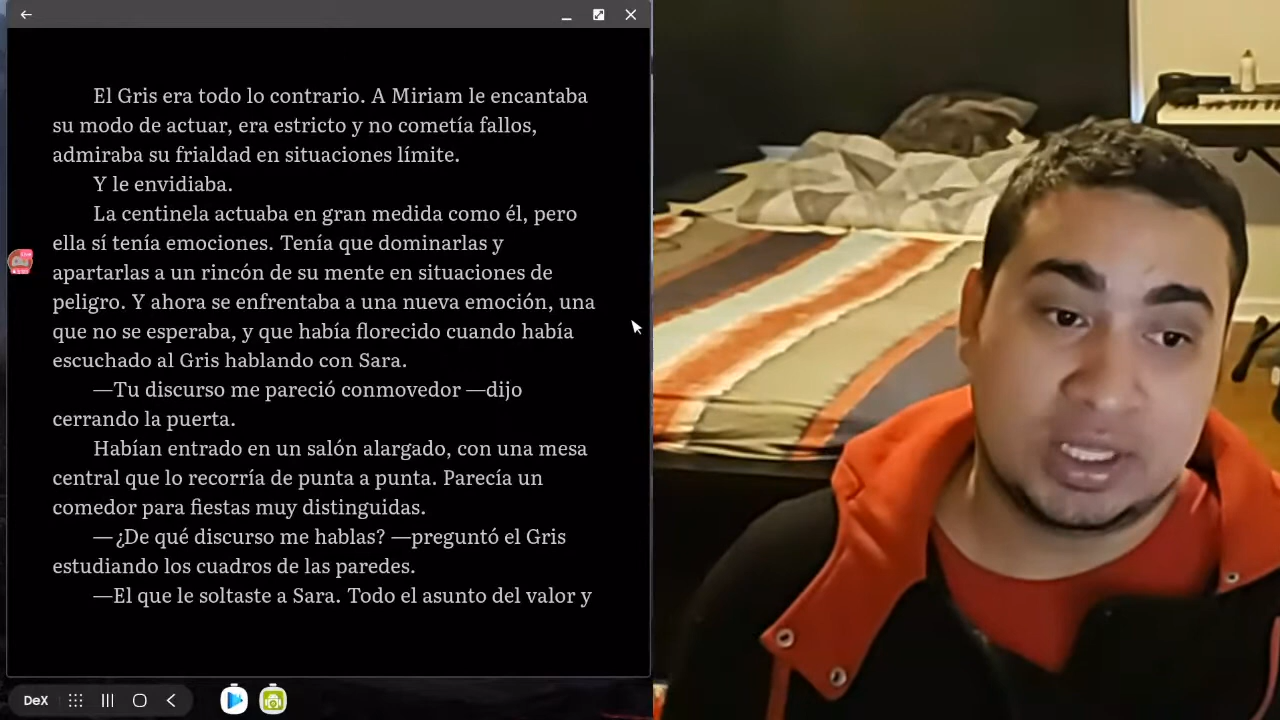 El Gris era todo lo contrario. A Miriam le encantaba
su modo de actuar, era estricto y no cometía fallos,
admiraba su frialdad en situaciones límite.
Y le envidiaba.
La centinela actuaba en gran medida como él, pero
ella sí tenía emociones. Tenía que dominarlas y
apartarlas a un rincón de su mente en situaciones de
peligro. Y ahora se enfrentaba a una nueva emoción, una
que no se esperaba, y que había florecido cuando había
escuchado al Gris hablando con Sara.
—Tu discurso me pareció conmovedor —dijo
cerrando la puerta.
Habían entrado en un salón alargado, con una mesa
central que lo recorría de punta a punta. Parecía un
comedor para fiestas muy distinguidas.
—¿De qué discurso me hablas? —preguntó el Gris
estudiando los cuadros de las paredes.
—El que le soltaste a Sara. Todo el asunto del valor y
DeX